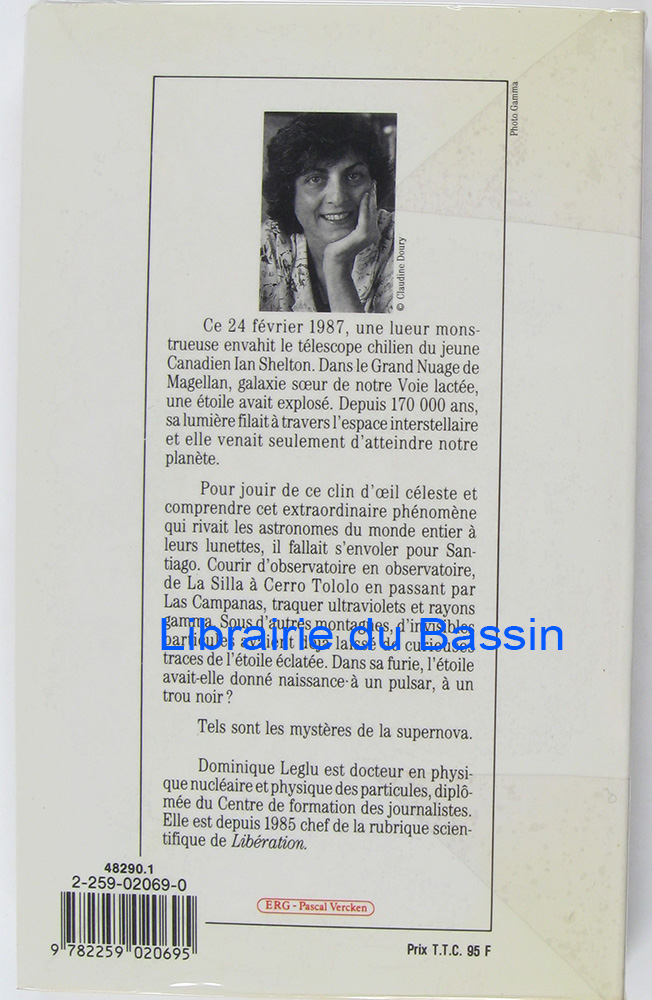 Photo Gamma
© Claudine Doury
Ce 24 février 1987, une lueur mons-
trueuse envahit le télescope chilien du jeune
Canadien Ian Shelton. Dans le Grand Nuage de
Magellan, galaxie sœur de notre Voie lactée,
une étoile avait explosé. Depuis 170 000 ans,
sa lumière filait à travers l'espace interstellaire
et elle venait seulement d'atteindre notre
planète.
Pour jouir de ce clin d'œil céleste et
comprendre cet extraordinaire phénomène
qui rivait les astronomes du monde entier à
leurs lunettes, il fallait s'envoler pour San-
tiago. Courir d'observatoire en observatoire,
de La Silla à Cerro Tololo en passant par
Las Campanas, traquer ultraviolets et rayons
gamma. Sous d'autres montagnes, d'invisibles
Librairie du Bassin
particules avaient déjà laissé de curieuses
traces de l'étoile éclatée. Dans sa furie, l'étoile
avait-elle donné naissance à un pulsar, à un
trou noir ?
Tels sont les mystères de la supernova.
Dominique Leglu est docteur en physi-
que nucléaire et physique des particules, diplô-
mée du Centre de formation des journalistes.
Elle est depuis 1985 chef de la rubrique scien-
tifique de Libération.
48290.1
2-259-02069-0
9 782259 020695
ERG - Pascal Vercken
Prix T.T.C. 95 F